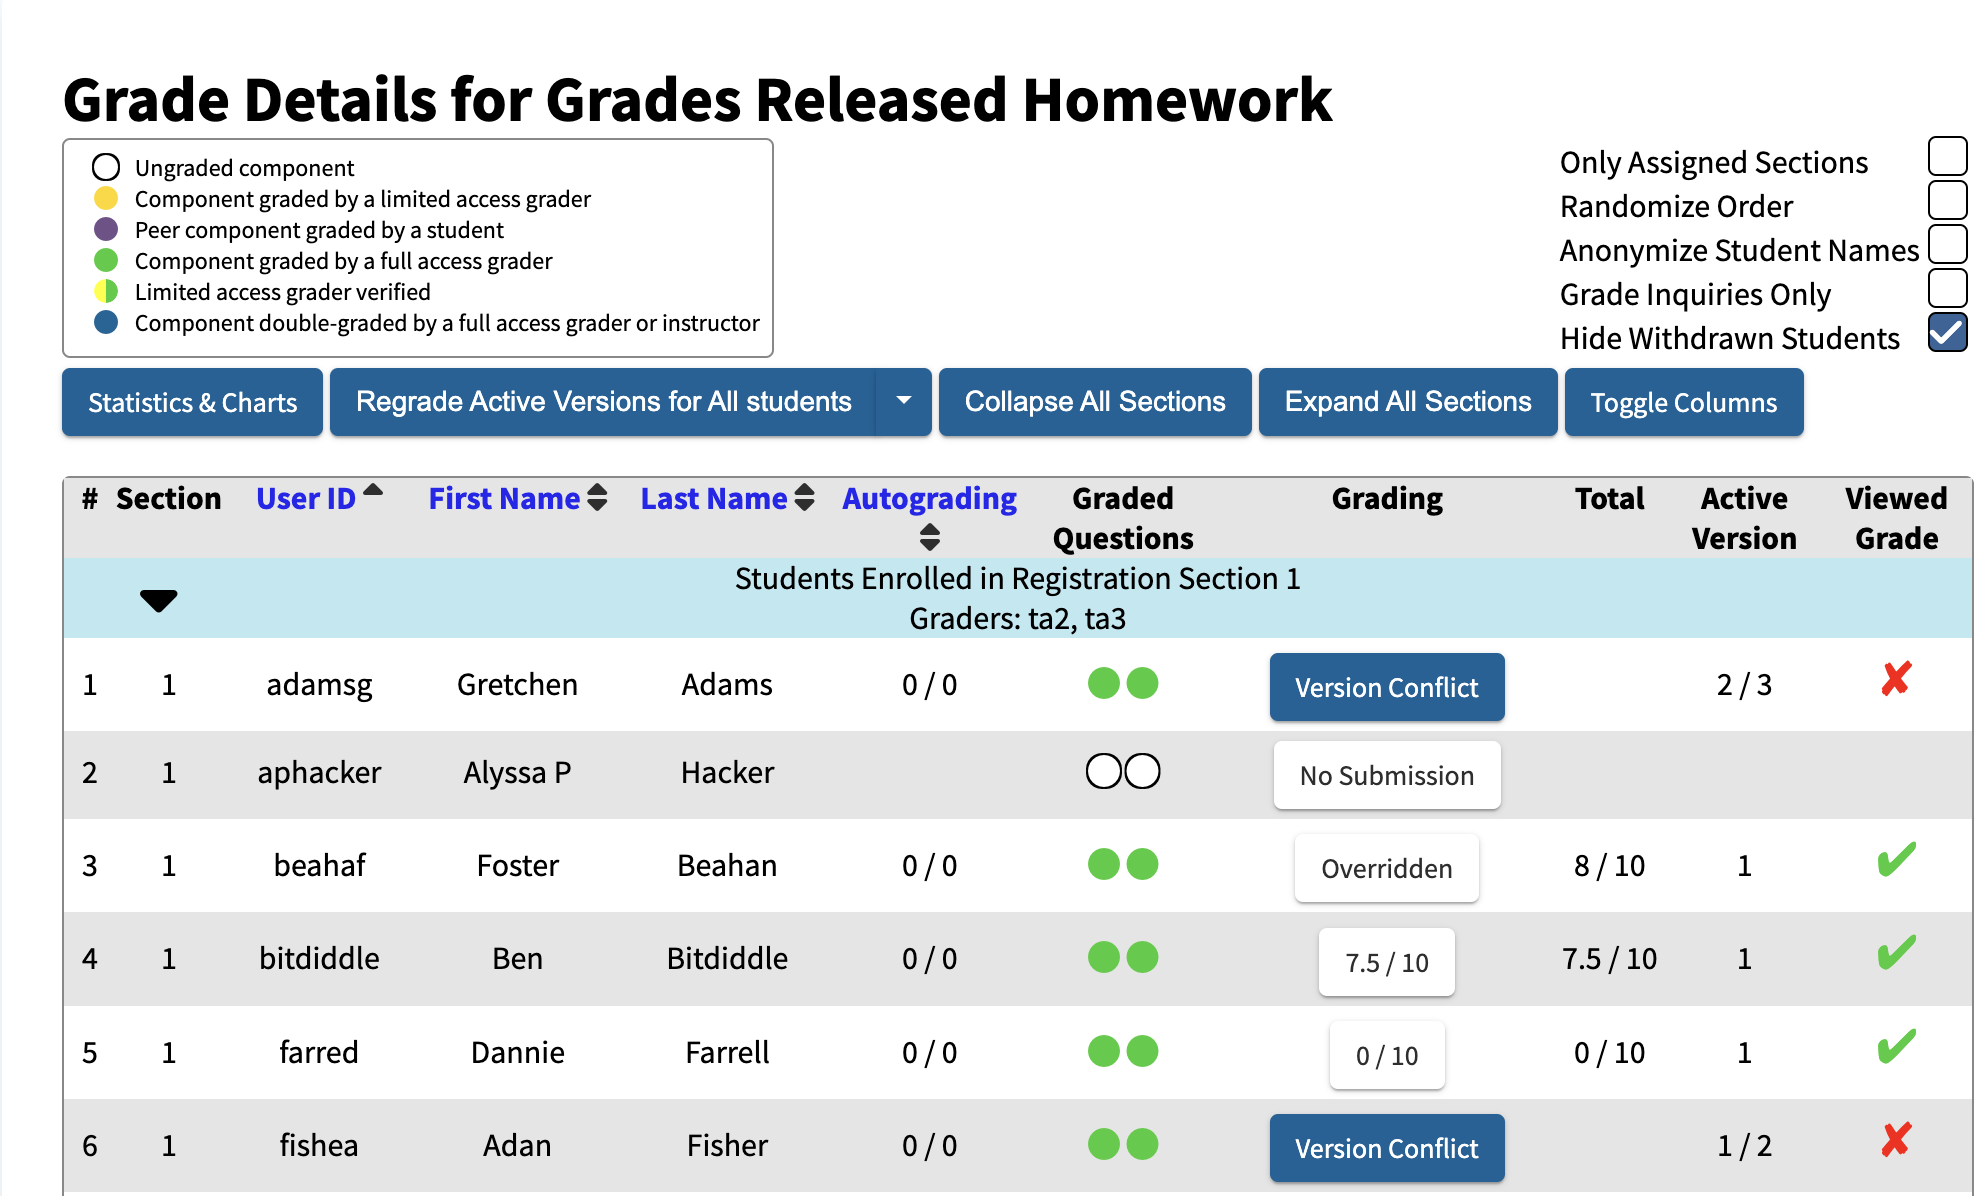 Grade Details for Grades Released Homework
Ungraded component
Component graded by a limited access grader
Peer component graded by a student
Component graded by a full access grader
Limited access grader verified
Component double-graded by a full access grader or instructor
Only Assigned Sections
Randomize Order
Anonymize Student Names
Grade Inquiries Only
Hide Withdrawn Students
Statistics & Charts Regrade Active Versions for All students Collapse All Sections Expand All Sections Toggle Columns
# Section User ID First Name Last Name Autograding Graded Questions Grading Total Active Version Viewed Grade
Students Enrolled in Registration Section 1
Graders: ta2, ta3
1 1 adamsg Gretchen Adams 0 / 0 Version Conflict 2 / 3
2 1 aphacker Alyssa P Hacker No Submission
3 1 beahaf Foster Beahan 0 / 0 Overridden 8 / 10 1
4 1 bitdiddle Ben Bitdiddle 0 / 0 7.5 / 10 7.5 / 10 1
5 1 farred Dannie Farrell 0 / 0 0 / 10 0 / 10 1
6 1 fishea Adan Fisher 0 / 0 Version Conflict 1 / 2